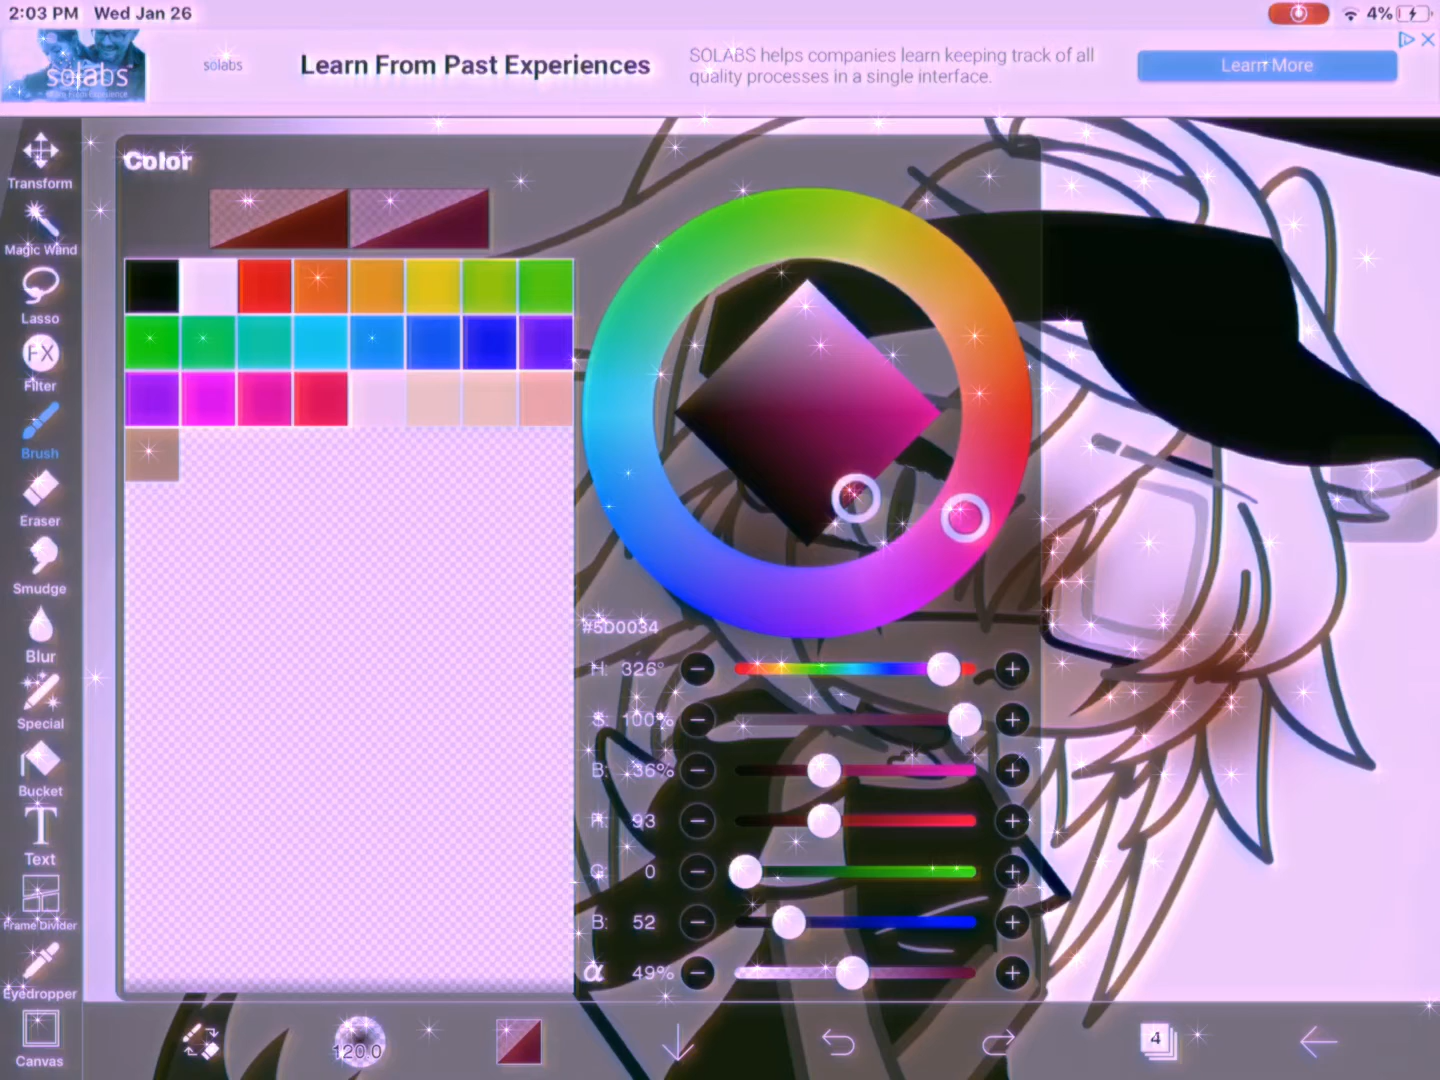 2:03 PM Wed Jan 26
4%
solabs
solabs
Learn From Past Experiences
SOLABS helps companies learn keeping track of all
quality processes in a single interface.
Learn More
Transform
Magic Wand
Lasso
FX
Filter
Brush
Eraser
Smudge
Blur
Special
Bucket
T
Text
Frame Divider
Eyedropper
Canvas
Color
#5D0034
H: 326°
S: 100%
B: 36%
R: 93
G: 0
B: 52
α 49%
120.0
4